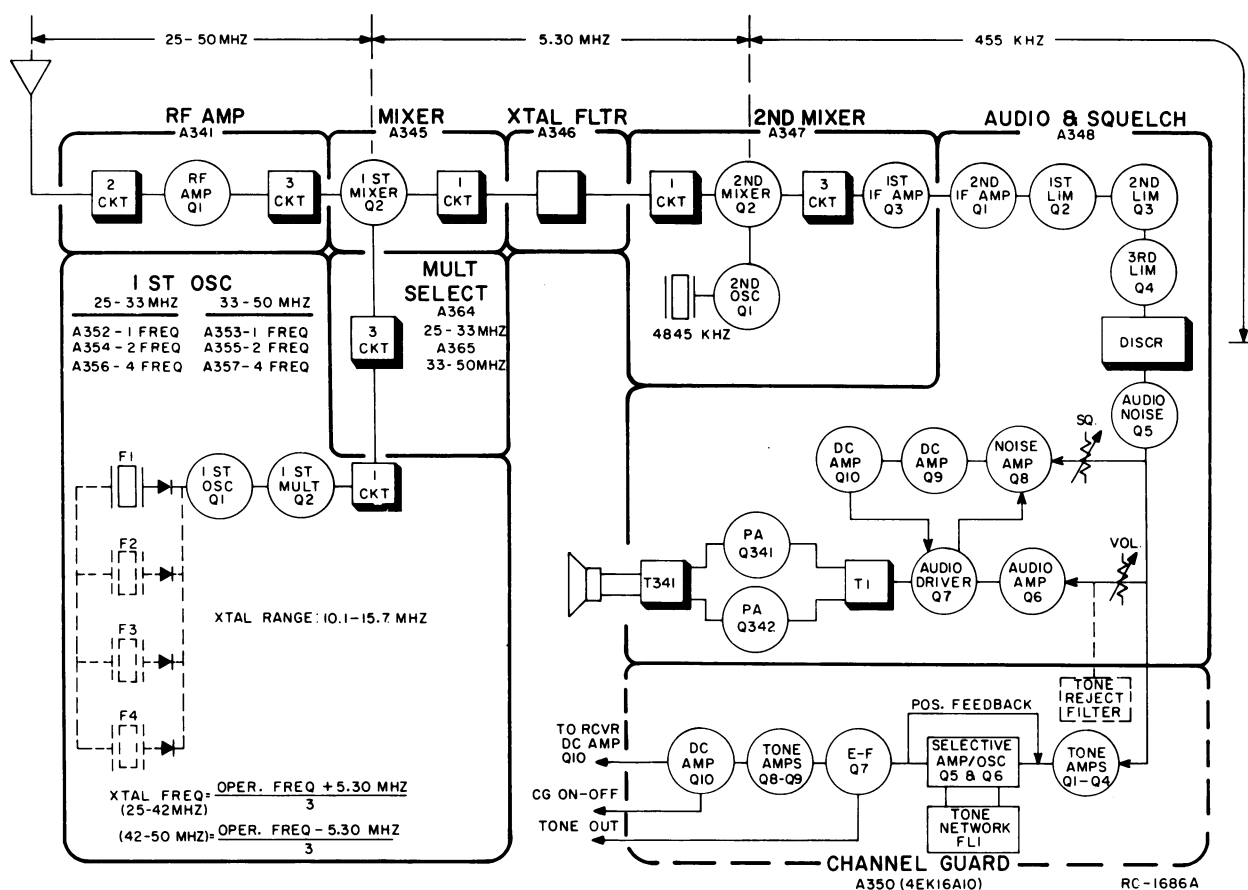 25-50 MHZ
5.30 MHZ
455 KHZ
RF AMP
A341
MIXER
A345
XTAL FLTR
A346
2ND MIXER
A347
AUDIO & SQUELCH
A348
2
CKT
RF
AMP
Q1
3
CKT
1ST
MIXER
Q2
1
CKT
1
CKT
2ND
MIXER
Q2
3
CKT
1ST
IF AMP
Q3
2ND
IF AMP
Q1
1ST
LIM
Q2
2ND
LIM
Q3
3RD
LIM
Q4
DISCR
AUDIO
NOISE
Q5
1ST OSC
25-33 MHZ 33-50 MHZ
A352-1 FREQ A353-1 FREQ
A354-2 FREQ A355-2 FREQ
A356-4 FREQ A357-4 FREQ
MULT
SELECT
A364
25-33MHZ
A365
33-50MHZ
3
CKT
2ND
OSC
Q1
4845 KHZ
F1
1ST
OSC
Q1
1ST
MULT
Q2
1
CKT
F2
F3
F4
XTAL RANGE: 10.1-15.7 MHZ
XTAL FREQ= OPER. FREQ +5.30 MHZ
(25-42MHZ) 3
(42-50 MHZ)= OPER. FREQ - 5.30 MHZ
3
DC
AMP
Q10
DC
AMP
Q9
NOISE
AMP
Q8
SQ.
PA
Q341
T341
PA
Q342
T1
AUDIO
DRIVER
Q7
AUDIO
AMP
Q6
VOL.
TONE
REJECT
FILTER
POS. FEEDBACK
TO RCVR
DC AMP
Q10
DC
AMP
Q10
TONE
AMPS
Q8-Q9
E-F
Q7
SELECTIVE
AMP/OSC
Q5 & Q6
TONE
AMPS
Q1-Q4
CG ON-OFF
TONE OUT
TONE
NETWORK
FL1
CHANNEL GUARD
A350 (4EK16A10)
RC-1686A